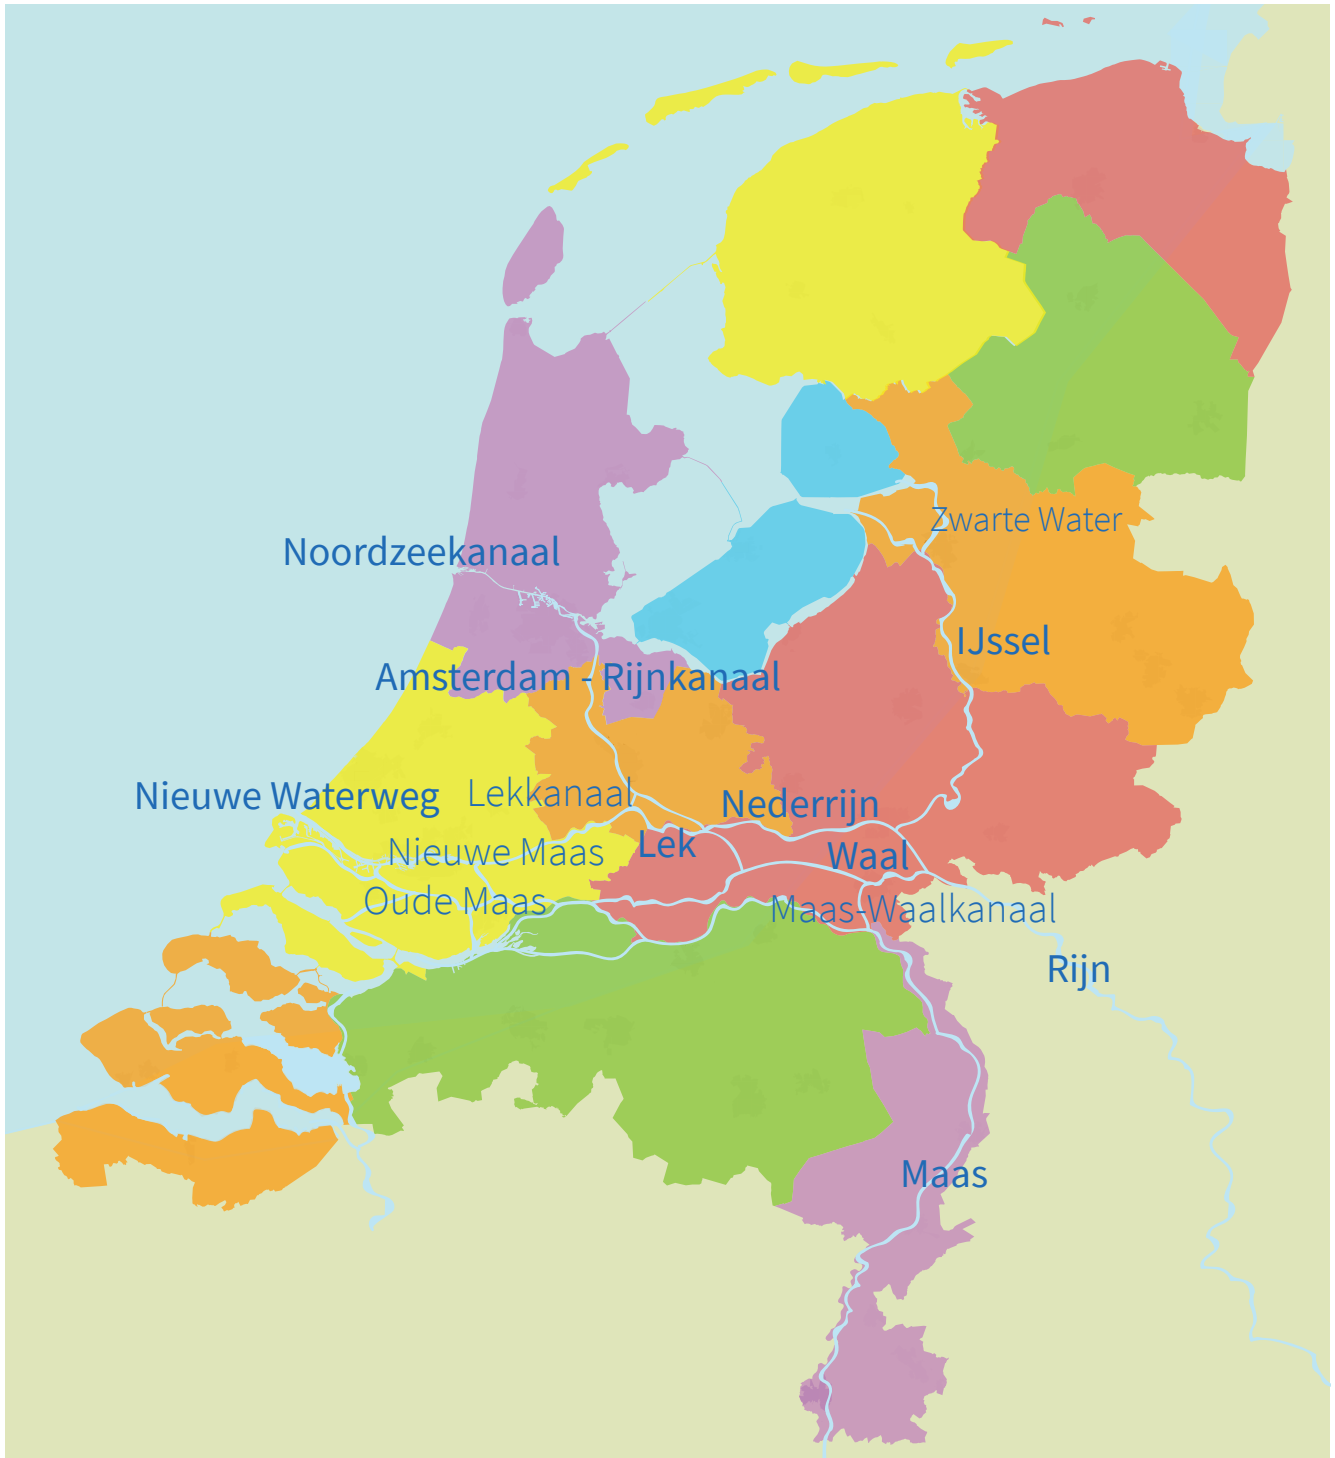 Zwarte Water
Noordzeekanaal
IJssel
Amsterdam - Rijnkanaal
Nieuwe Waterweg
Lekkanaal
Nederrijn
Nieuwe Maas
Lek
Waal
Oude Maas
Maas-Waalkanaal
Rijn
Maas